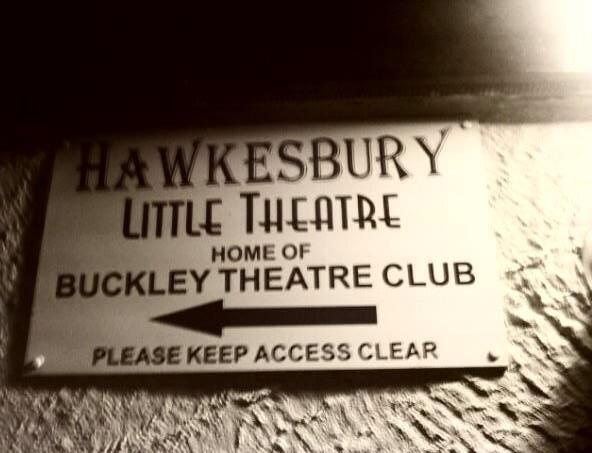 HAWKESBURY
LITTLE THEATRE
HOME OF
BUCKLEY THEATRE CLUB
PLEASE KEEP ACCESS CLEAR